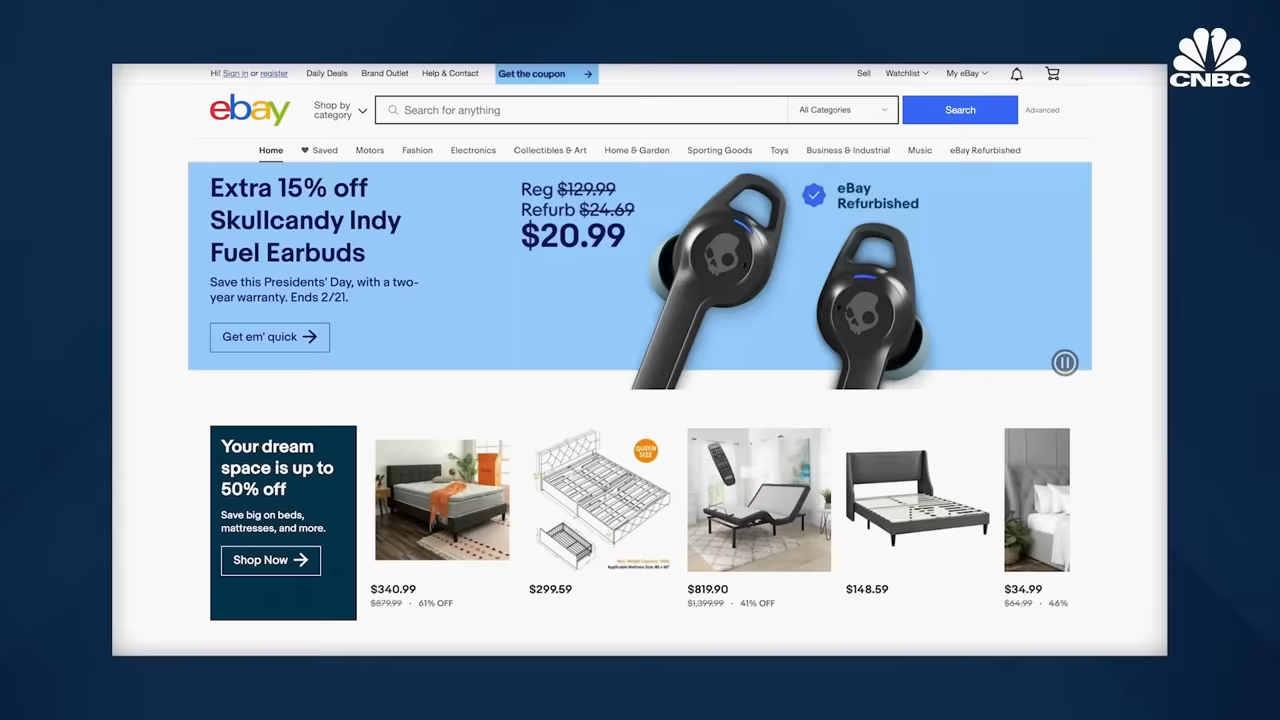 CNBC
Hi! Sign in or register
Daily Deals
Brand Outlet
Help & Contact
Get the coupon
Sell
Watchlist
My eBay
ebay
Shop by
category
Search for anything
All Categories
Search
Advanced
Home
Saved
Motors
Fashion
Electronics
Collectibles & Art
Home & Garden
Sporting Goods
Toys
Business & Industrial
Music
eBay Refurbished
Extra 15% off
Skullcandy Indy
Fuel Earbuds
Save this Presidents' Day, with a two-
year warranty. Ends 2/21.
Get em' quick
Reg $129.99
Refurb $24.69
$20.99
eBay
Refurbished
Your dream
space is up to
50% off
Save big on beds,
mattresses, and more.
Shop Now
QUEEN
SIZE
$340.99
$879.99 · 61% OFF
$299.59
$819.90
$1,399.99 · 41% OFF
$148.59
$34.99
$64.99 · 46%